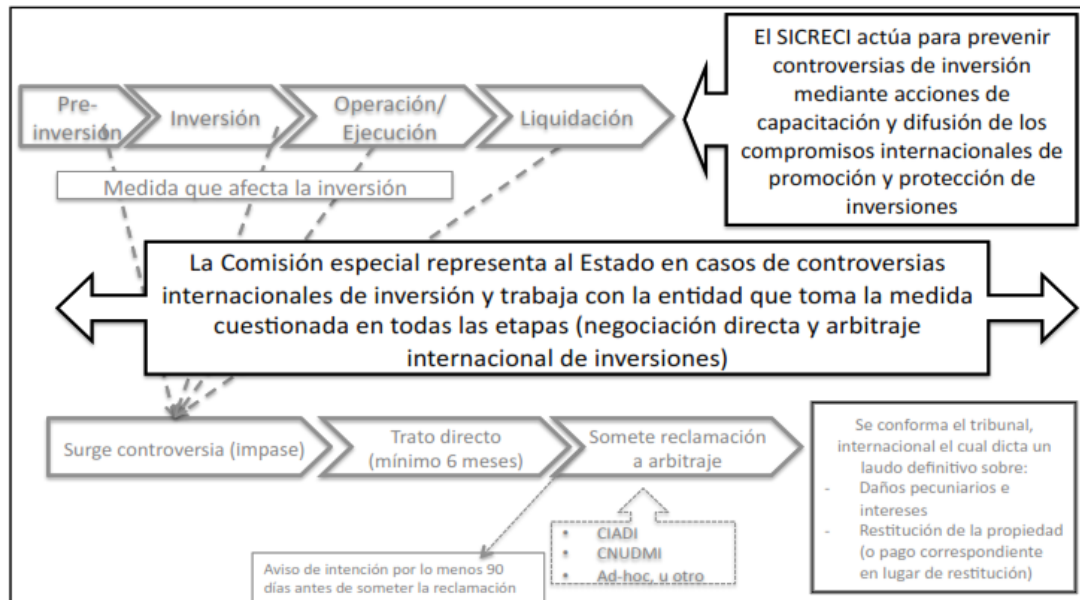 Pre-
inversión
Inversión
Operación/
Ejecución
Liquidación
El SICRECI actúa para prevenir
controversias de inversión
mediante acciones de
capacitación y difusión de los
compromisos internacionales de
promoción y protección de
inversiones
Medida que afecta la inversión
La Comisión especial representa al Estado en casos de controversias
internacionales de inversión y trabaja con la entidad que toma la medida
cuestionada en todas las etapas (negociación directa y arbitraje
internacional de inversiones)
Surge controversia (impase)
Trato directo
(mínimo 6 meses)
Somete reclamación
a arbitraje
Se conforma el tribunal,
internacional el cual dicta un
laudo definitivo sobre:
- Daños pecuniarios e
intereses
- Restitución de la propiedad
(o pago correspondiente
en lugar de restitución)
• CIADI
• CNUDMI
• Ad-hoc, u otro
Aviso de intención por lo menos 90
días antes de someter la reclamación